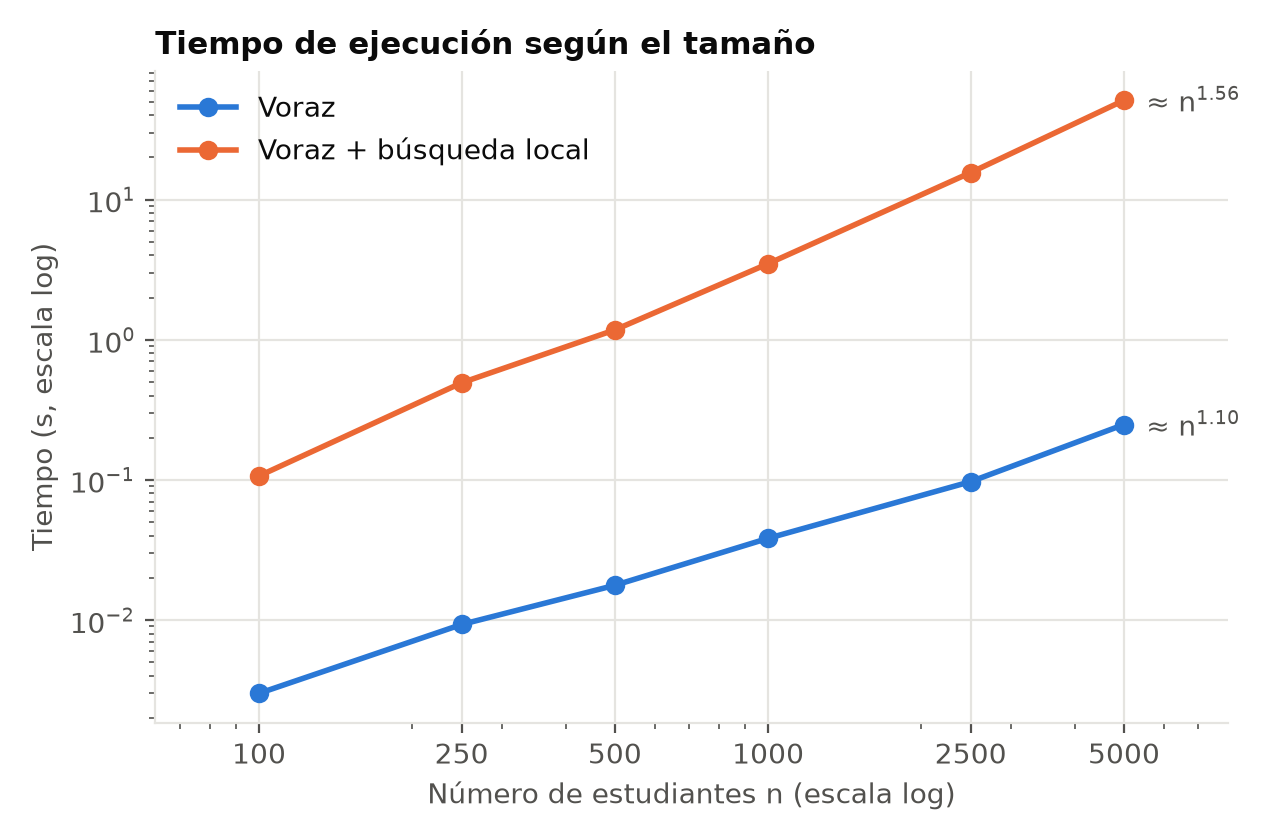 Tiempo de ejecución según el tamaño
Voraz
Voraz + búsqueda local
≈ n^1.56
≈ n^1.10
10^1
10^0
10^−1
10^−2
Tiempo (s, escala log)
100 250 500 1000 2500 5000
Número de estudiantes n (escala log)